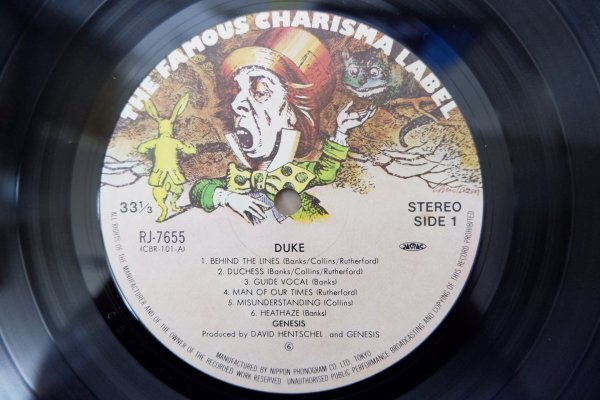 THE FAMOUS CHARISMA LABEL
33 1/3
STEREO
SIDE 1
RJ-7655
(CBR-101-A)
DUKE
1. BEHIND THE LINES (Banks/Collins/Rutherford)
2. DUCHESS (Banks/Collins/Rutherford)
3. GUIDE VOCAL (Banks)
4. MAN OF OUR TIMES (Rutherford)
5. MISUNDERSTANDING (Collins)
6. HEATHAZE (Banks)
GENESIS
Produced by DAVID HENTSCHEL and GENESIS
6
MANUFACTURED BY NIPPON PHONOGRAM CO. LTD. TOKYO
ALL RIGHTS OF THE MANUFACTURER AND OF THE OWNER OF THE RECORDED WORK RESERVED UNAUTHORISED PUBLIC PERFORMANCE BROADCASTING AND COPYING OF THIS RECORD PROHIBITED